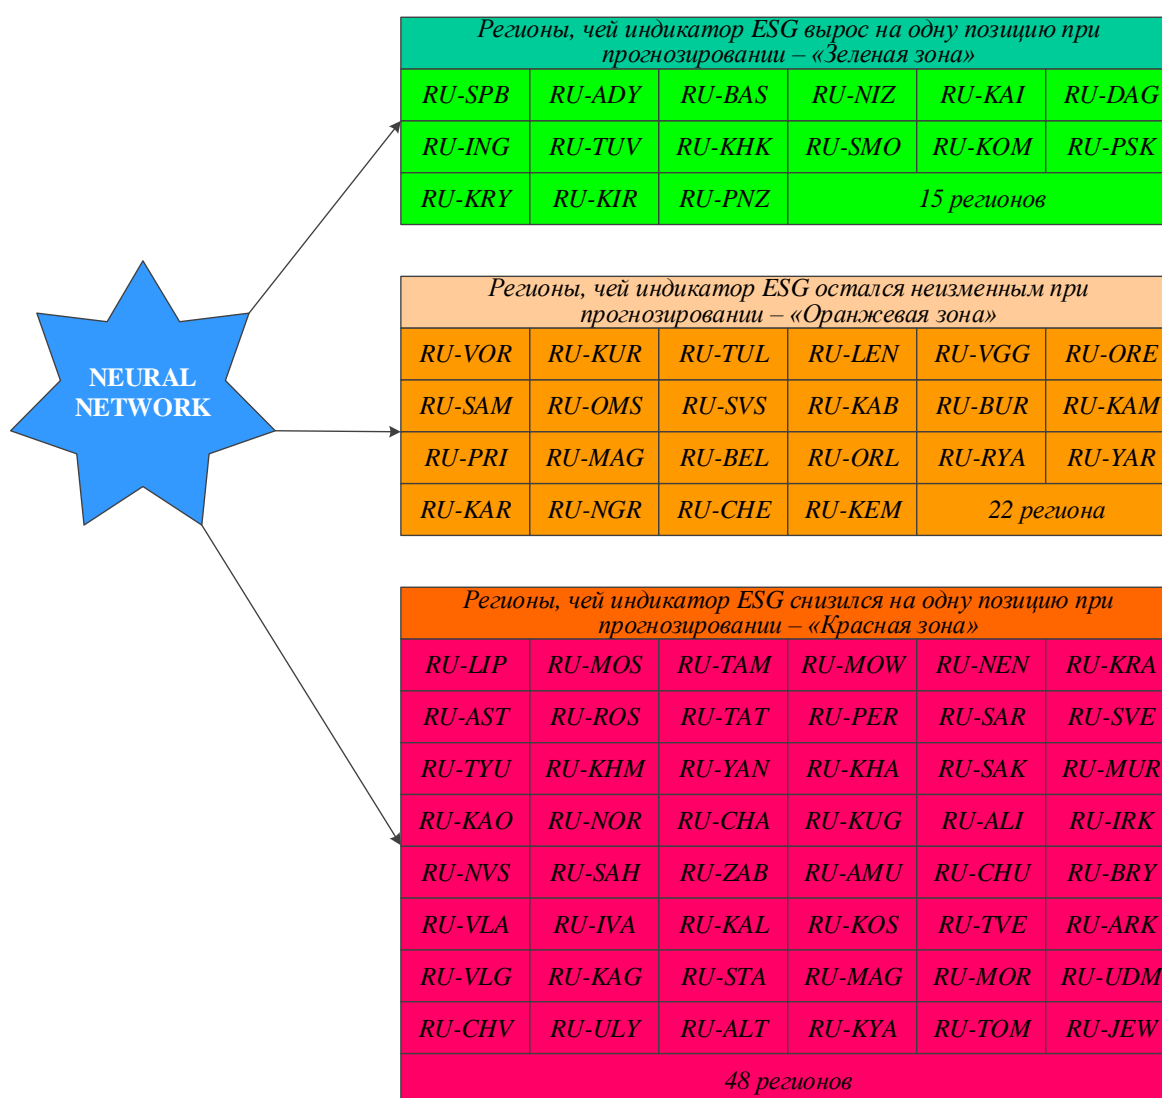 Регионы, чей индикатор ESG вырос на одну позицию при
прогнозировании – «Зеленая зона»
RU-SPB RU-ADY RU-BAS RU-NIZ RU-KAI RU-DAG
RU-ING RU-TUV RU-KHK RU-SMO RU-KOM RU-PSK
RU-KRY RU-KIR RU-PNZ 15 регионов
NEURAL
NETWORK
Регионы, чей индикатор ESG остался неизменным при
прогнозировании – «Оранжевая зона»
RU-VOR RU-KUR RU-TUL RU-LEN RU-VGG RU-ORE
RU-SAM RU-OMS RU-SVS RU-KAB RU-BUR RU-KAM
RU-PRI RU-MAG RU-BEL RU-ORL RU-RYA RU-YAR
RU-KAR RU-NGR RU-CHE RU-KEM 22 региона
Регионы, чей индикатор ESG снизился на одну позицию при
прогнозировании – «Красная зона»
RU-LIP RU-MOS RU-TAM RU-MOW RU-NEN RU-KRA
RU-AST RU-ROS RU-TAT RU-PER RU-SAR RU-SVE
RU-TYU RU-KHM RU-YAN RU-KHA RU-SAK RU-MUR
RU-KAO RU-NOR RU-CHA RU-KUG RU-ALI RU-IRK
RU-NVS RU-SAH RU-ZAB RU-AMU RU-CHU RU-BRY
RU-VLA RU-IVA RU-KAL RU-KOS RU-TVE RU-ARK
RU-VLG RU-KAG RU-STA RU-MAG RU-MOR RU-UDM
RU-CHV RU-ULY RU-ALT RU-KYA RU-TOM RU-JEW
48 регионов